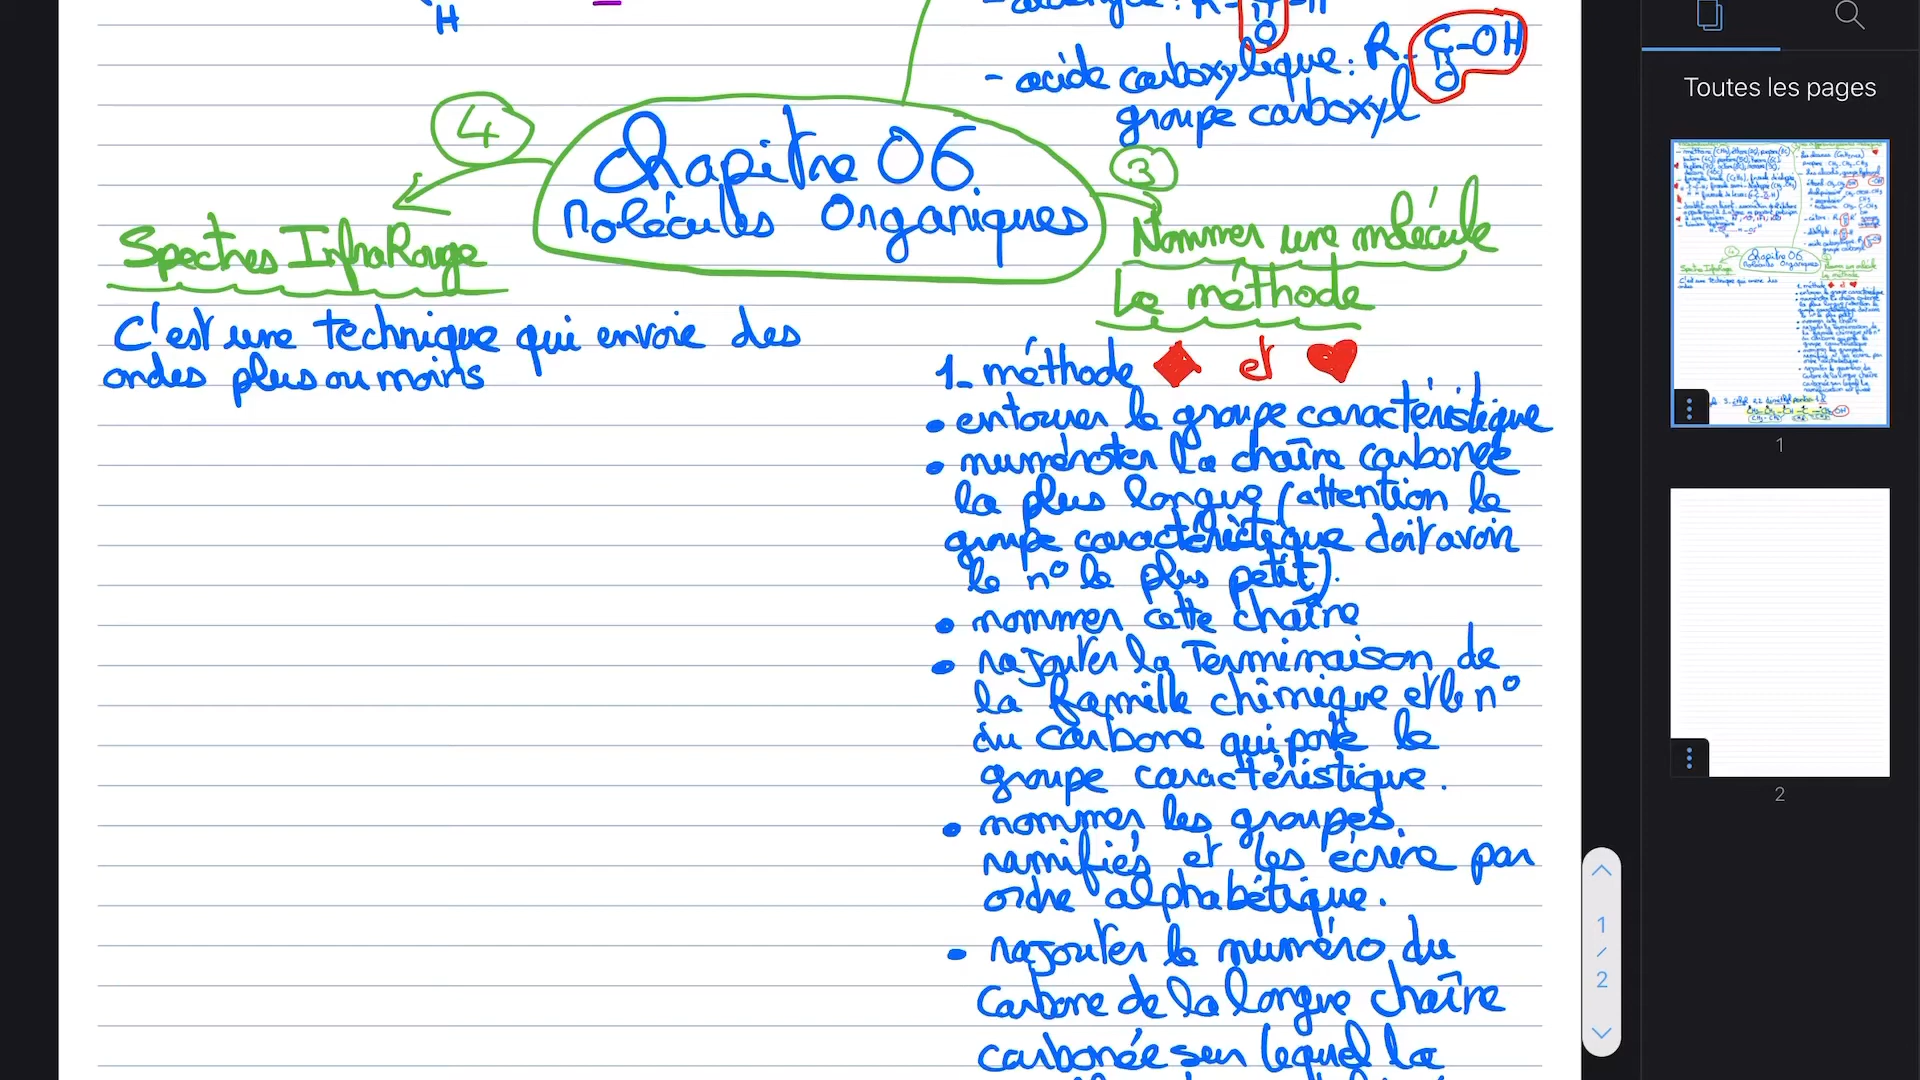 H
- aldéhyde : R-C-H
O
- acide carboxylique : R-C-OH
O
groupe carboxyl
4
Chapitre 06
Molécules Organiques
3
Spectres InfraRouge
C'est une technique qui envoie des
ondes plus ou moins
Nommer une molécule
La méthode
1- méthode ♦ et ♥
• entourer le groupe caractéristique
• numéroter la chaîne carbonée
la plus longue (attention le
groupe caractéristique doit avoir
le n° le plus petit).
• nommer cette chaîne
• rajouter la Terminaison de
la famille chimique et le n°
du carbone qui porte le
groupe caractéristique.
• nommer les groupes
ramifiés et les écrire par
ordre alphabétique.
• rajouter le numéro du
carbone de la longue chaîne
carbonée sur lequel la
Toutes les pages
1
2
1
/
2